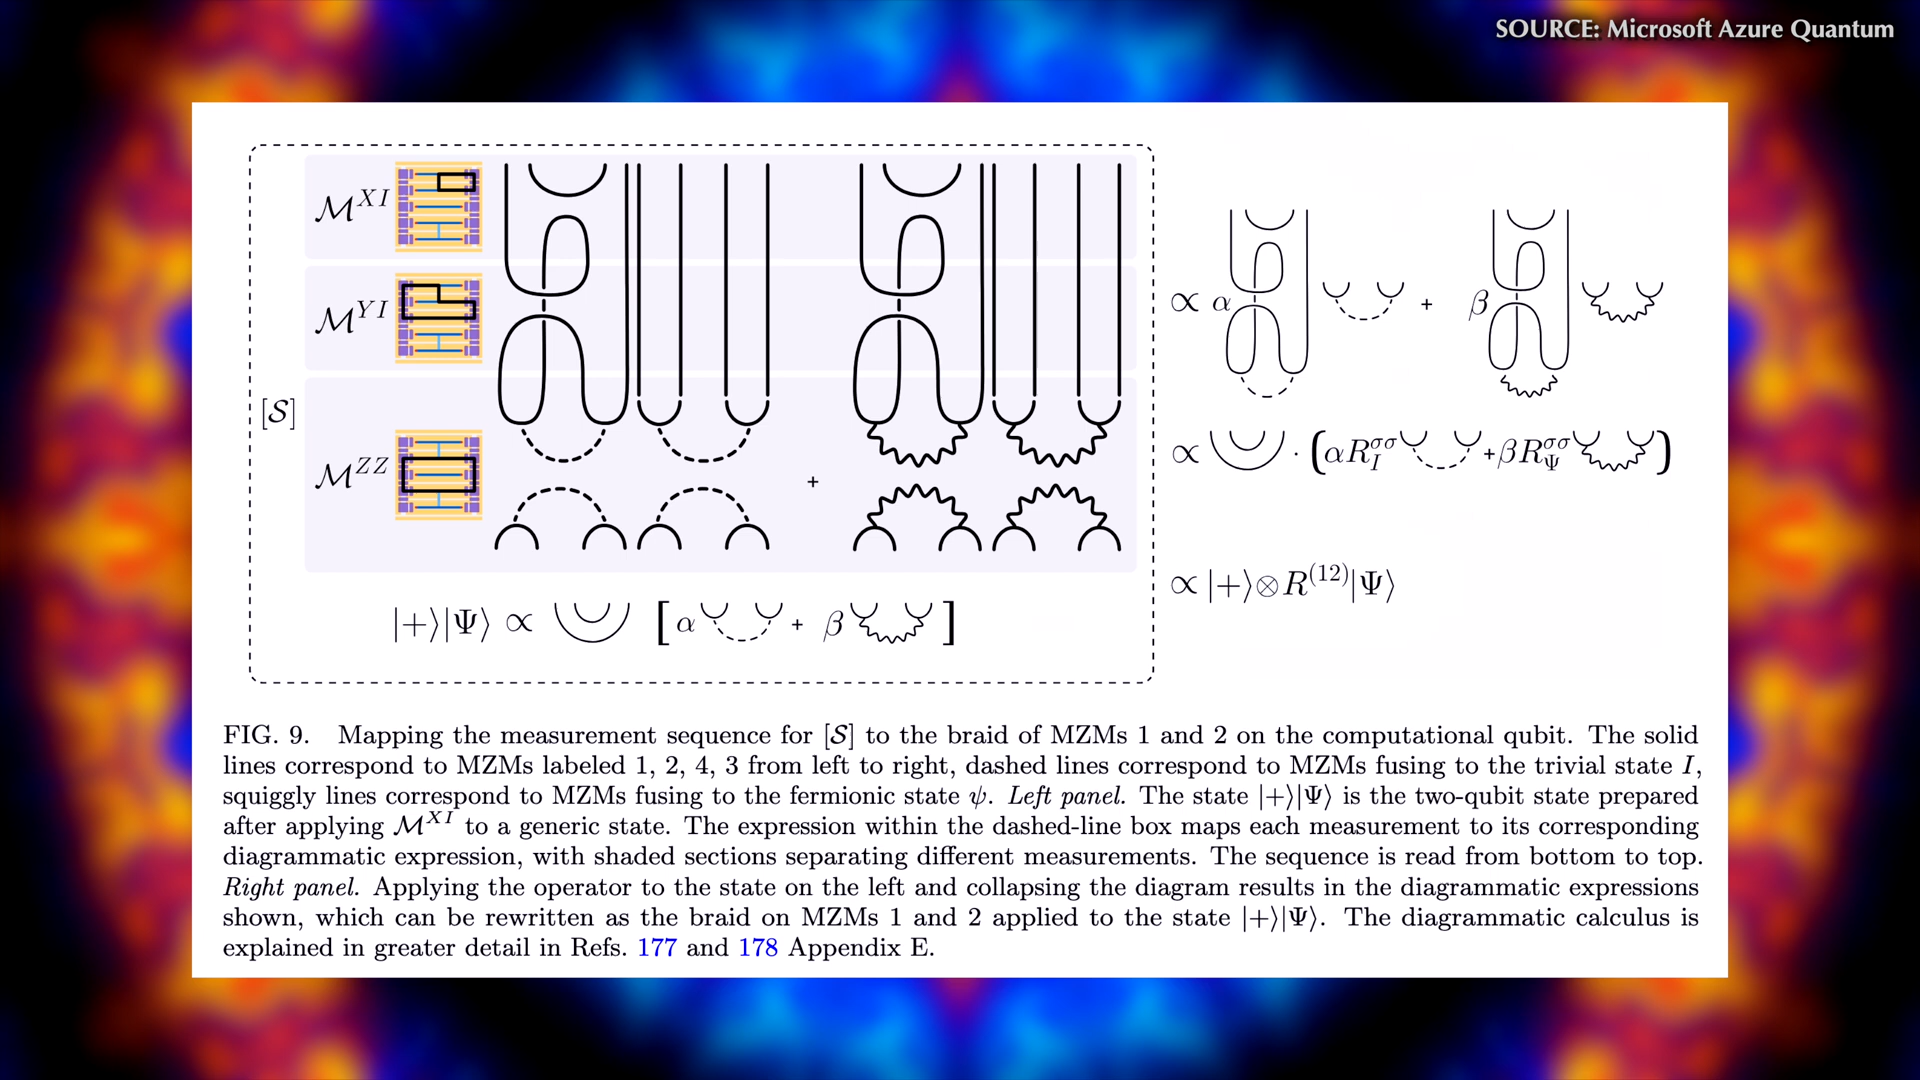 SOURCE: Microsoft Azure Quantum
ℳ^{XI}
ℳ^{YI}
[𝒮]
ℳ^{ZZ}
+
|+⟩|Ψ⟩ ∝ [ α + β ]
∝ α + β
∝ · ( αR_I^{σσ} + βR_Ψ^{σσ} )
∝ |+⟩⊗R^{(12)}|Ψ⟩
FIG. 9. Mapping the measurement sequence for [𝒮] to the braid of MZMs 1 and 2 on the computational qubit. The solid
lines correspond to MZMs labeled 1, 2, 4, 3 from left to right, dashed lines correspond to MZMs fusing to the trivial state I,
squiggly lines correspond to MZMs fusing to the fermionic state ψ. Left panel. The state |+⟩|Ψ⟩ is the two-qubit state prepared
after applying ℳ^{XI} to a generic state. The expression within the dashed-line box maps each measurement to its corresponding
diagrammatic expression, with shaded sections separating different measurements. The sequence is read from bottom to top.
Right panel. Applying the operator to the state on the left and collapsing the diagram results in the diagrammatic expressions
shown, which can be rewritten as the braid on MZMs 1 and 2 applied to the state |+⟩|Ψ⟩. The diagrammatic calculus is
explained in greater detail in Refs. 177 and 178 Appendix E.